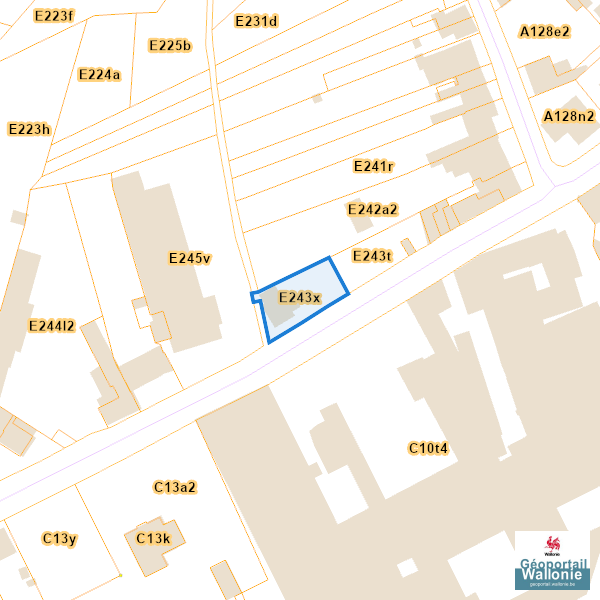 E223f
E231d
A128e2
E225b
E224a
A128n2
E223h
E241r
E242a2
E245v
E243t
E243x
E244l2
C10t4
C13a2
C13y
C13k
Wallonie
Géoportail
Wallonie
geoportail.wallonie.be